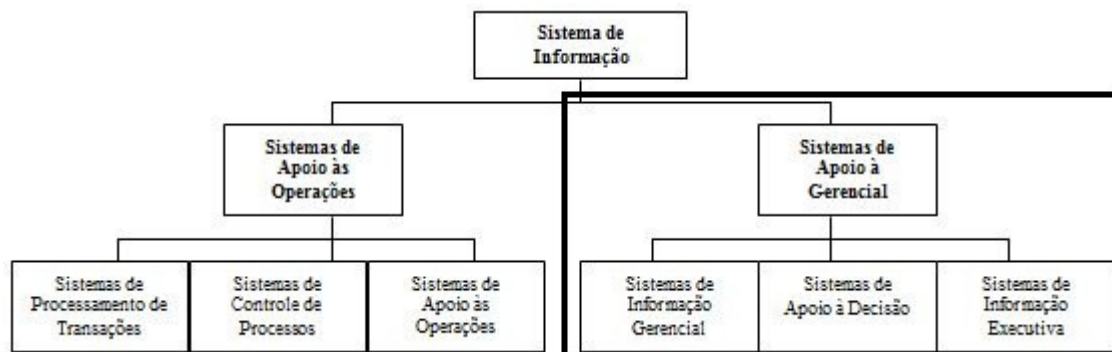 Sistema de
Informação
Sistemas de
Apoio às
Operações
Sistemas de
Apoio à
Gerencial
Sistemas de
Processamento de
Transações
Sistemas de
Controle de
Processos
Sistemas de
Apoio às
Operações
Sistemas de
Informação
Gerencial
Sistemas de
Apoio à Decisão
Sistemas de
Informação
Executiva